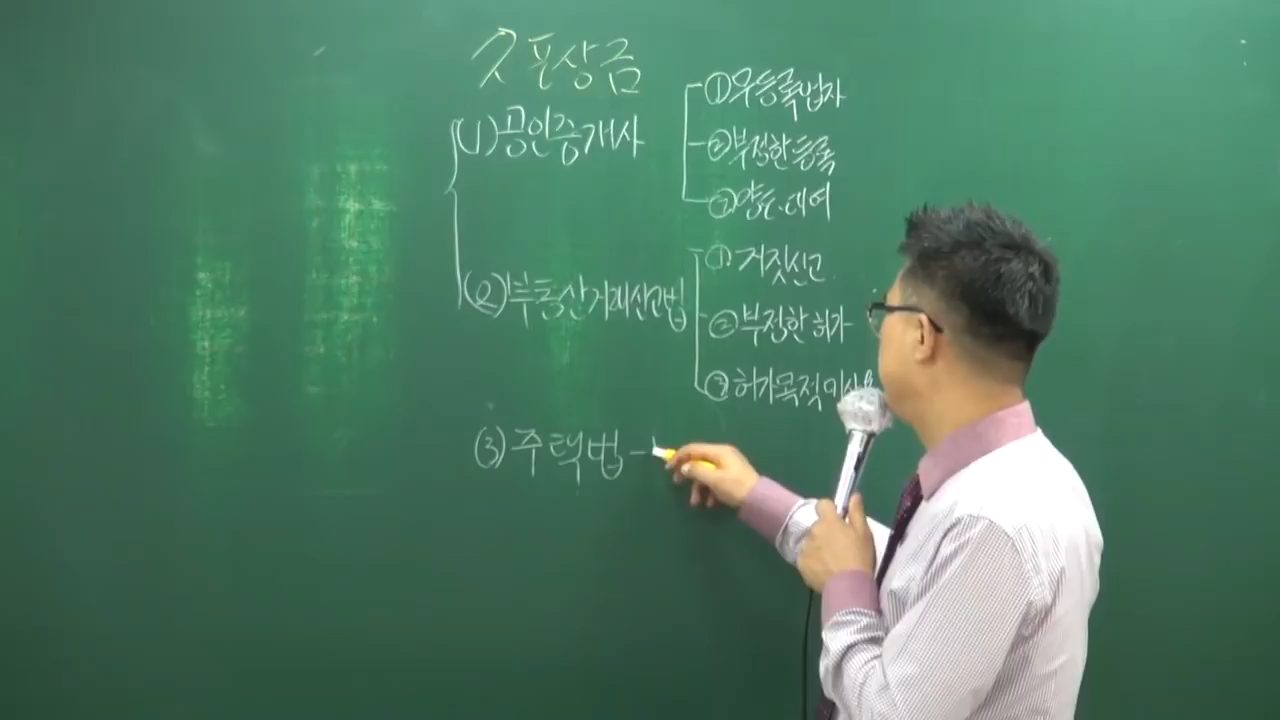 ㅈ포상금
(1)공인중개사
①무등록업자
②부정한등록
③양도·대여
(2)부동산거래신고법
①거짓신고
②부정한허가
③허가목적미사용
(3)주택법-